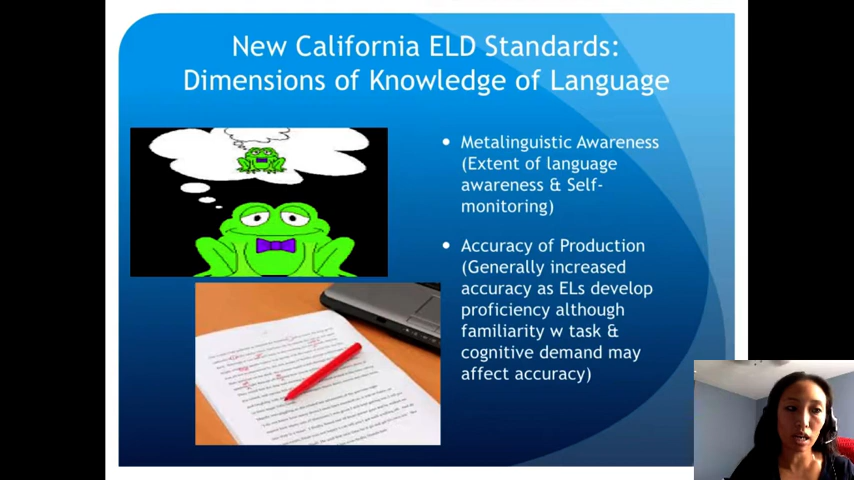 New California ELD Standards:
Dimensions of Knowledge of Language
• Metalinguistic Awareness
(Extent of language
awareness & Self-
monitoring)
• Accuracy of Production
(Generally increased
accuracy as ELs develop
proficiency although
familiarity w task &
cognitive demand may
affect accuracy)